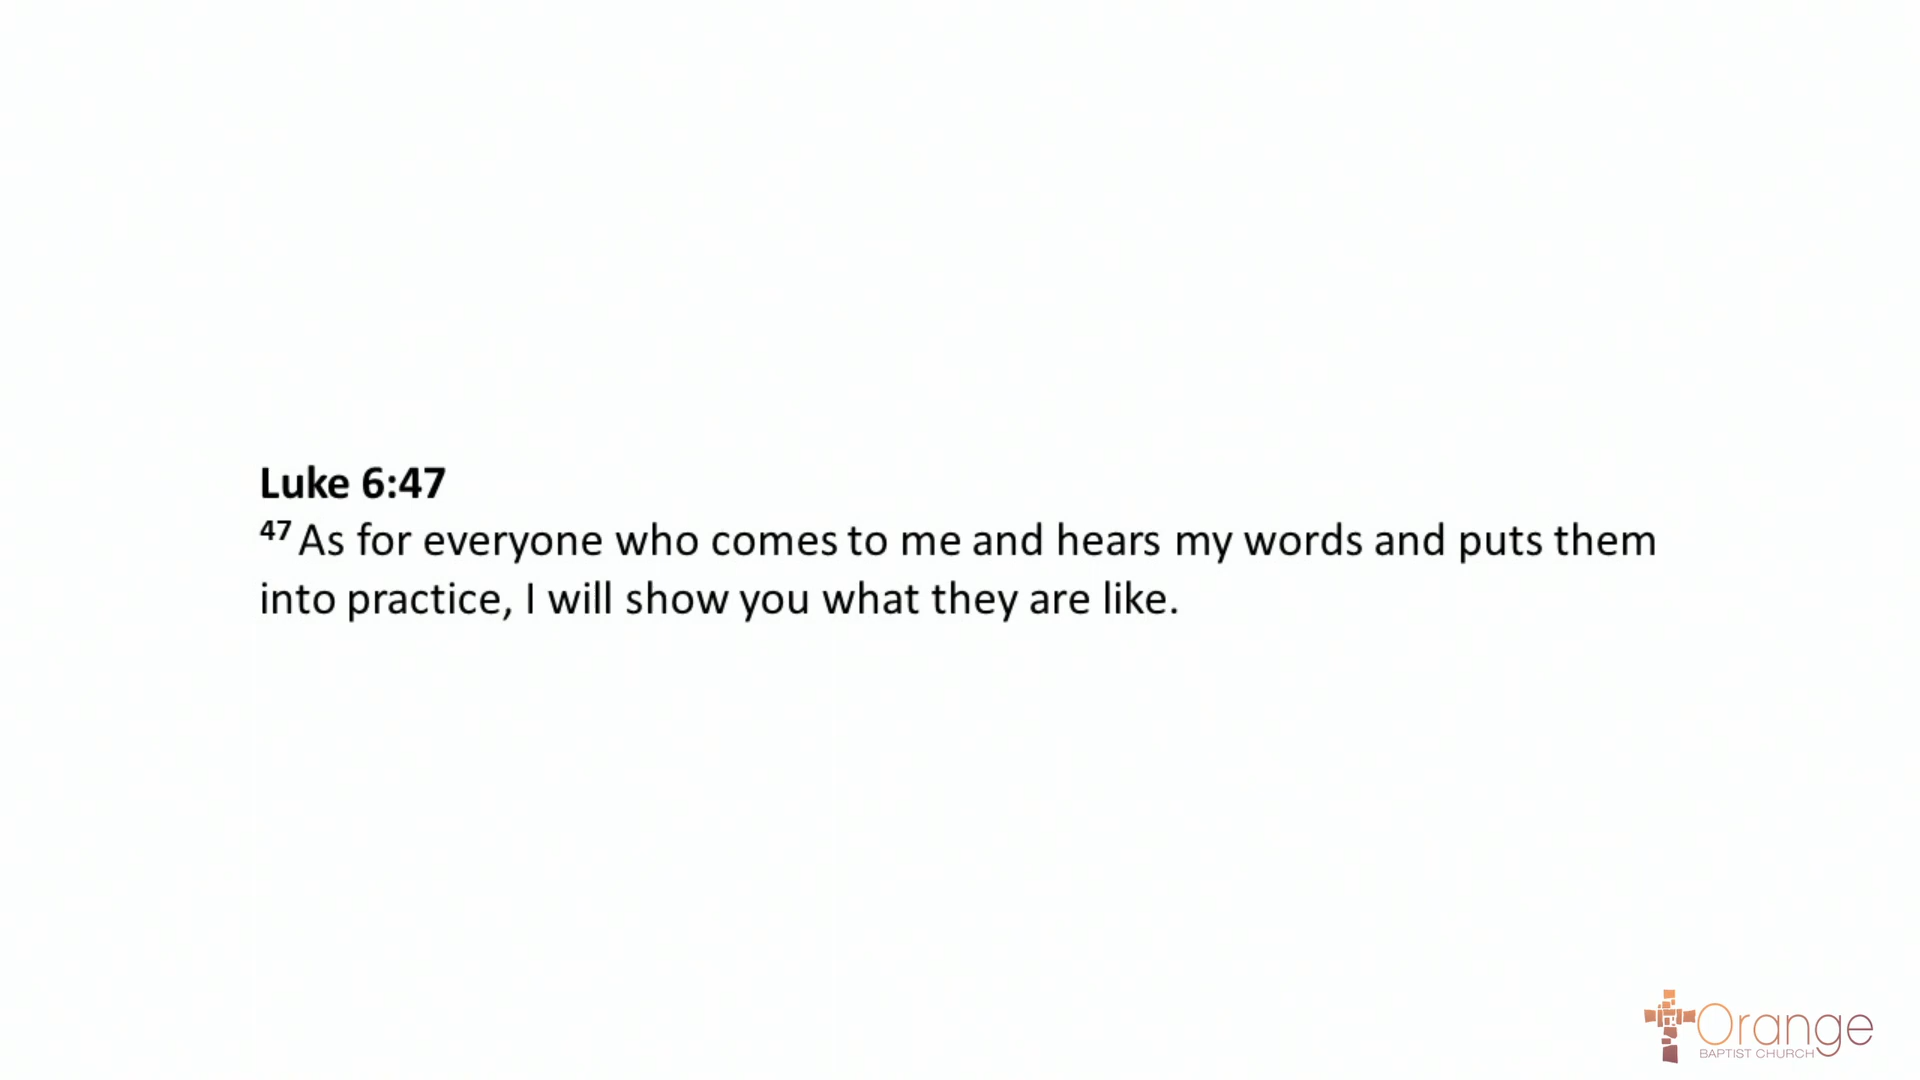 Luke 6:47
47 As for everyone who comes to me and hears my words and puts them
into practice, I will show you what they are like.
Orange
BAPTIST CHURCH